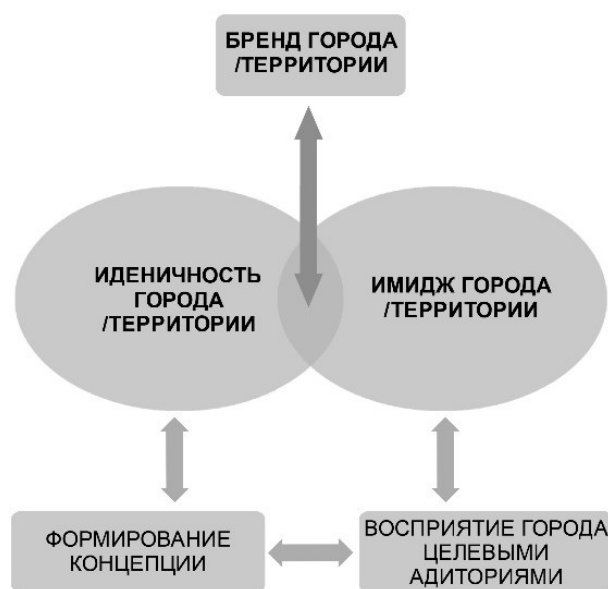 БРЕНД ГОРОДА
/ТЕРРИТОРИИ
ИДЕНИЧНОСТЬ
ГОРОДА
/ТЕРРИТОРИИ
ИМИДЖ ГОРОДА
/ТЕРРИТОРИИ
ФОРМИРОВАНИЕ
КОНЦЕПЦИИ
ВОСПРИЯТИЕ ГОРОДА
ЦЕЛЕВЫМИ
АДИТОРИЯМИ